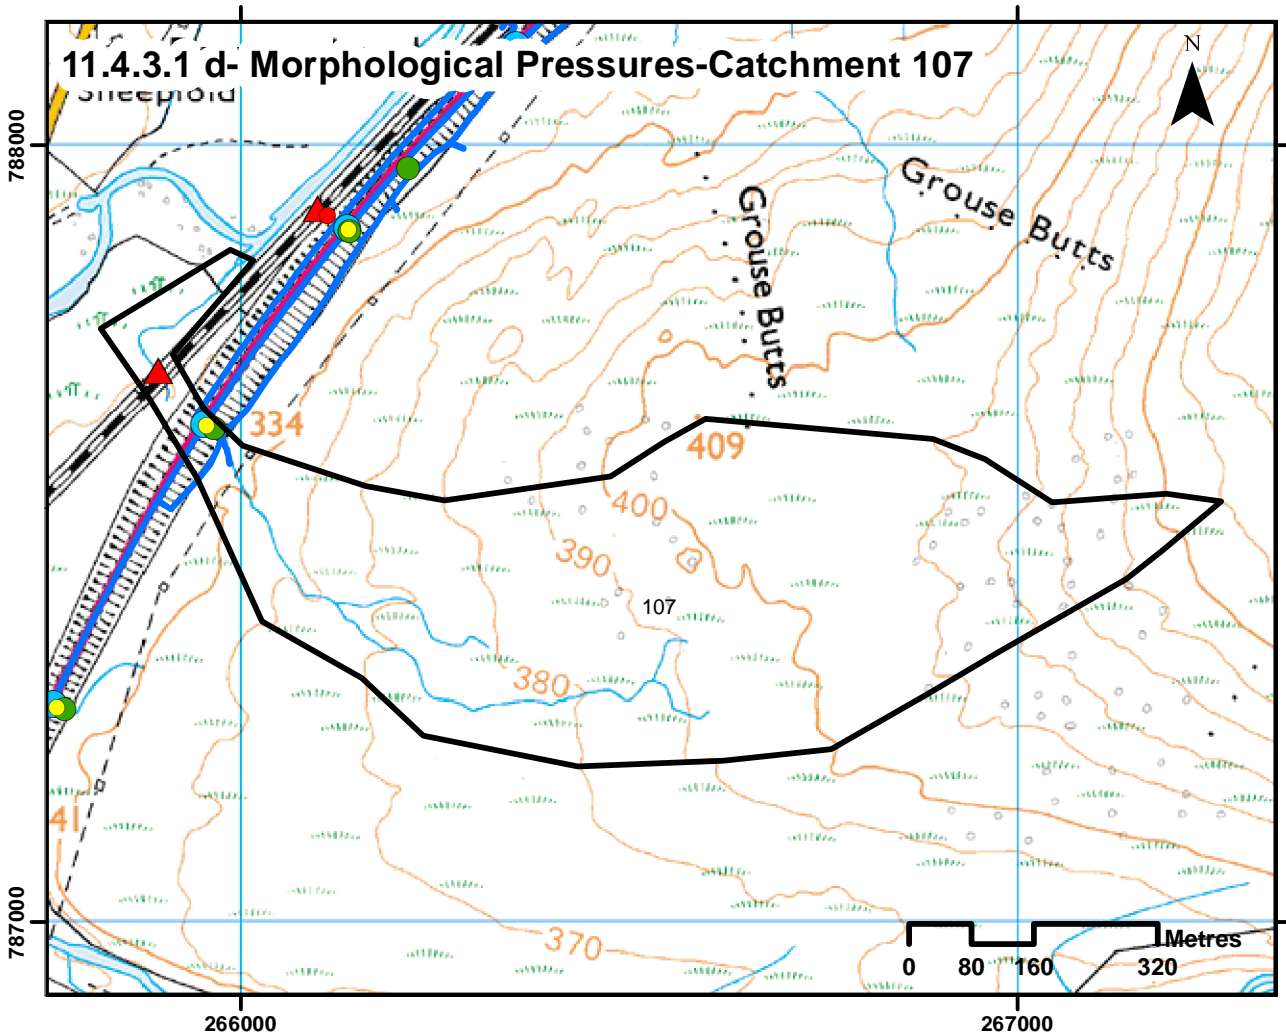 11.4.3.1 d- Morphological Pressures-Catchment 107
Sheepfold
N
788000
Grouse Butts
Grouse Butts
334
409
400
390
107
380
41
787000
370
Metres
0 80 160 320
266000 267000